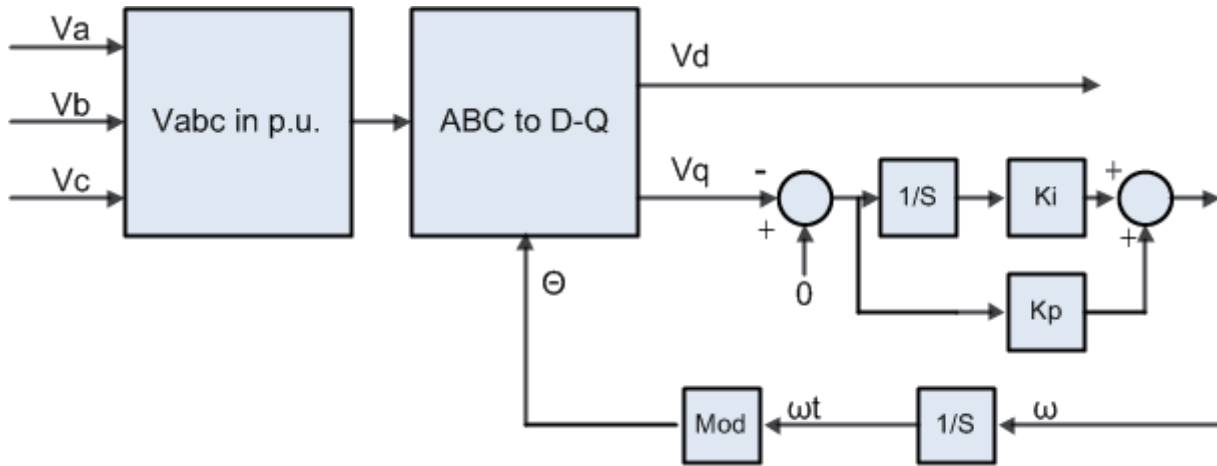 Va
Vb
Vc
Vabc in p.u.
ABC to D-Q
Vd
Vq
-
+
0
1/S
Ki
+
+
Kp
Θ
Mod
ωt
1/S
ω